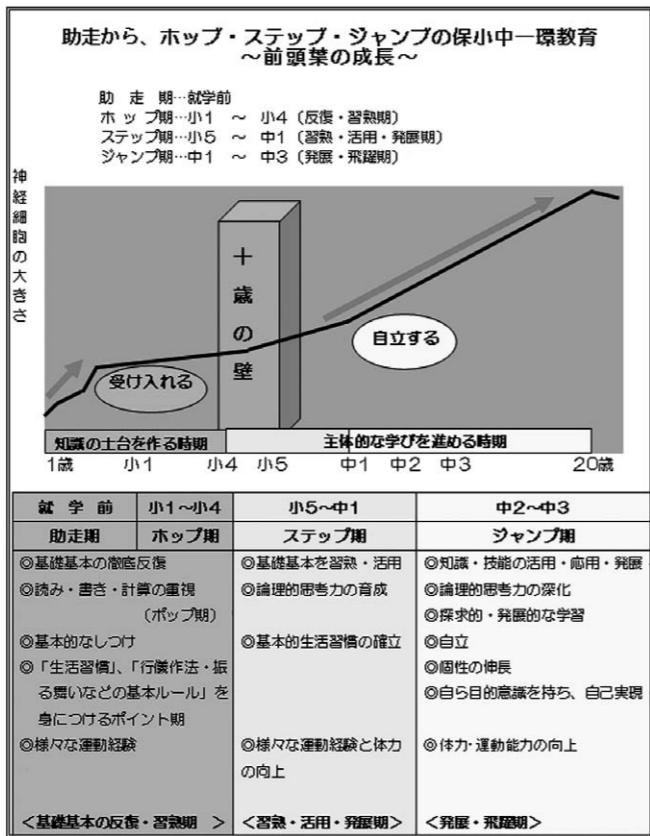 助走から、ホップ・ステップ・ジャンプの保小中一環教育
～前頭葉の成長～
助 走 期…就学前
ホ ッ プ期…小1 ～ 小4（反復・習熟期）
ステップ期…小5 ～ 中1（習熟・活用・発展期）
ジャンプ期…中1 ～ 中3（発展・飛躍期）
神経細胞の大きさ
十歳の壁
自立する
受け入れる
知識の土台を作る時期 主体的な学びを進める時期
1歳 小1 小4 小5 中1 中2 中3 20歳
就 学 前 小1～小4 小5～中1 中2～中3
助走期 ホップ期 ステップ期 ジャンプ期
◎基礎基本の徹底反復 ◎基礎基本を習熟・活用 ◎知識・技能の活用・応用・発展
◎読み・書き・計算の重視 ◎論理的思考力の育成 ◎論理的思考力の深化
（ポップ期） ◎探求的・発展的な学習
◎基本的なしつけ ◎基本的生活習慣の確立 ◎自立
◎「生活習慣」、「行儀作法・振 ◎個性の伸長
る舞いなどの基本ルール」を ◎自ら目的意識を持ち、自己実現
身につけるポイント期
◎様々な運動経験 ◎様々な運動経験と体力 ◎体力・運動能力の向上
の向上
＜基礎基本の反復・習熟期 ＞ ＜習熟・活用・発展期＞ ＜発展・飛躍期＞